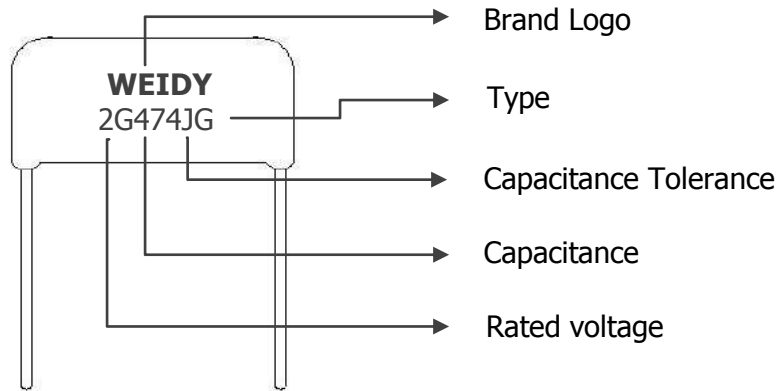 Brand Logo
WEIDY
2G474JG
Type
Capacitance Tolerance
Capacitance
Rated voltage